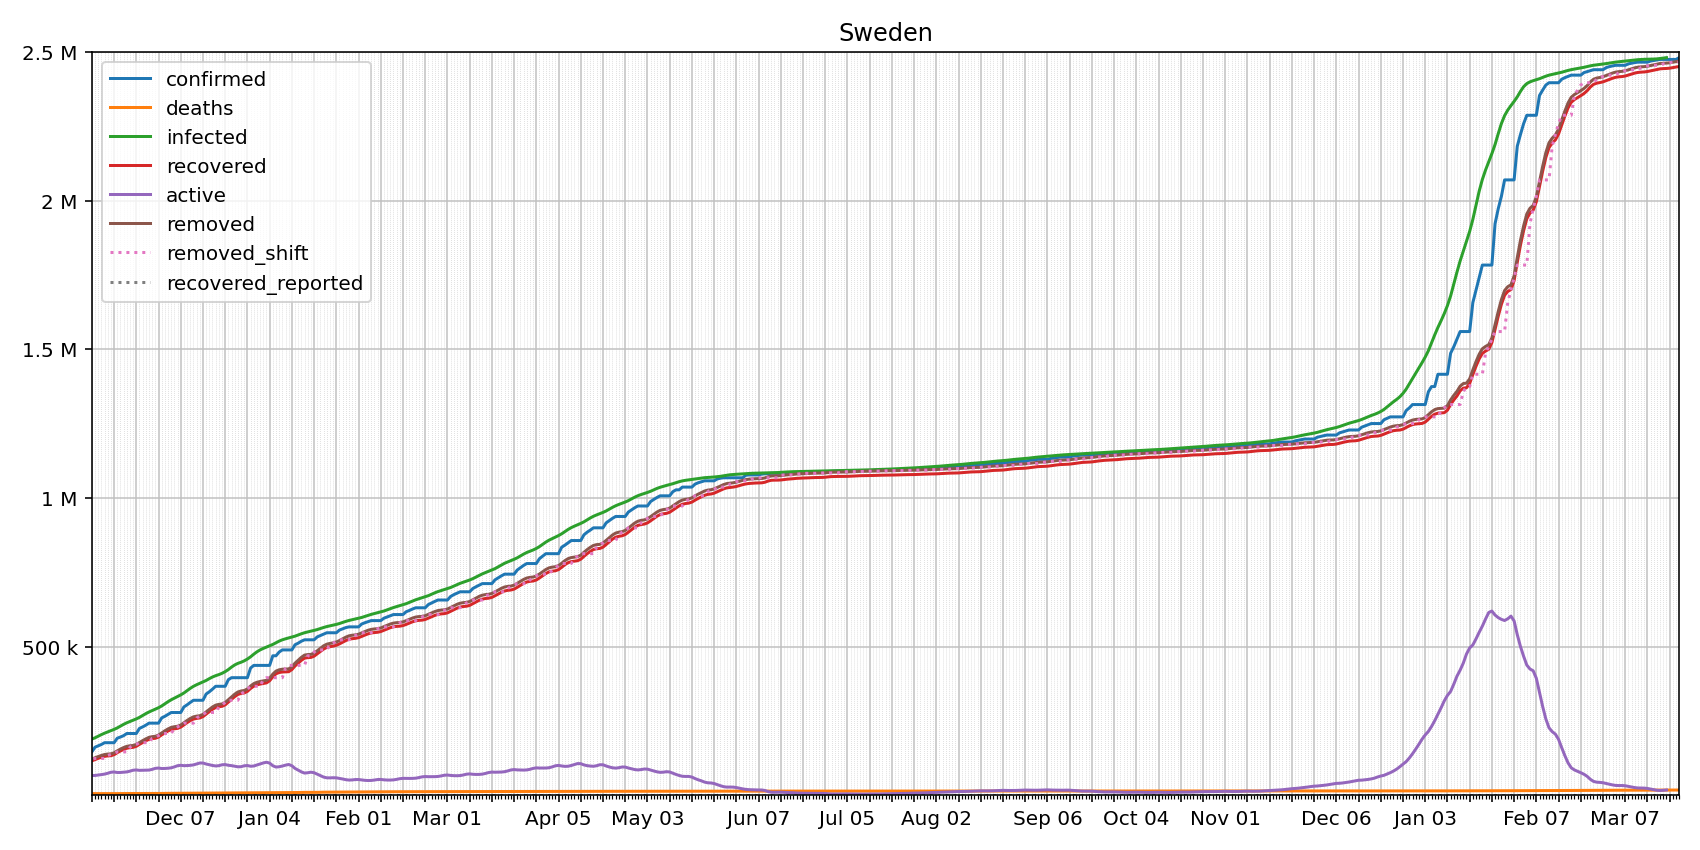 Sweden
2.5 M
2 M
1.5 M
1 M
500 k
confirmed
deaths
infected
recovered
active
removed
removed_shift
recovered_reported
Dec 07 Jan 04 Feb 01 Mar 01 Apr 05 May 03 Jun 07 Jul 05 Aug 02 Sep 06 Oct 04 Nov 01 Dec 06 Jan 03 Feb 07 Mar 07